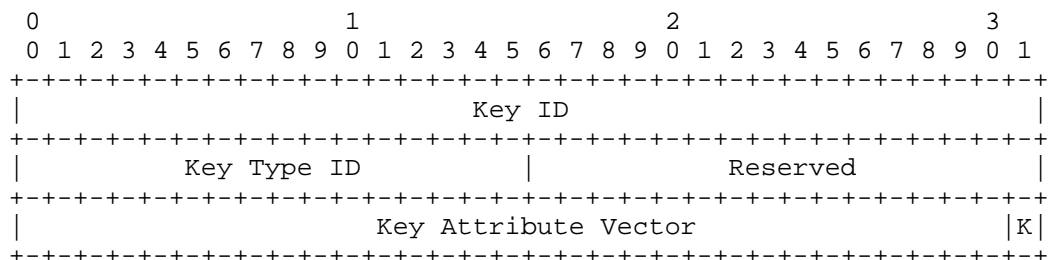 0                   1                   2                   3
 0 1 2 3 4 5 6 7 8 9 0 1 2 3 4 5 6 7 8 9 0 1 2 3 4 5 6 7 8 9 0 1
+-+-+-+-+-+-+-+-+-+-+-+-+-+-+-+-+-+-+-+-+-+-+-+-+-+-+-+-+-+-+-+-+
|                            Key ID                             |
+-+-+-+-+-+-+-+-+-+-+-+-+-+-+-+-+-+-+-+-+-+-+-+-+-+-+-+-+-+-+-+-+
|          Key Type ID          |            Reserved           |
+-+-+-+-+-+-+-+-+-+-+-+-+-+-+-+-+-+-+-+-+-+-+-+-+-+-+-+-+-+-+-+-+
|                      Key Attribute Vector                   |K|
+-+-+-+-+-+-+-+-+-+-+-+-+-+-+-+-+-+-+-+-+-+-+-+-+-+-+-+-+-+-+-+-+